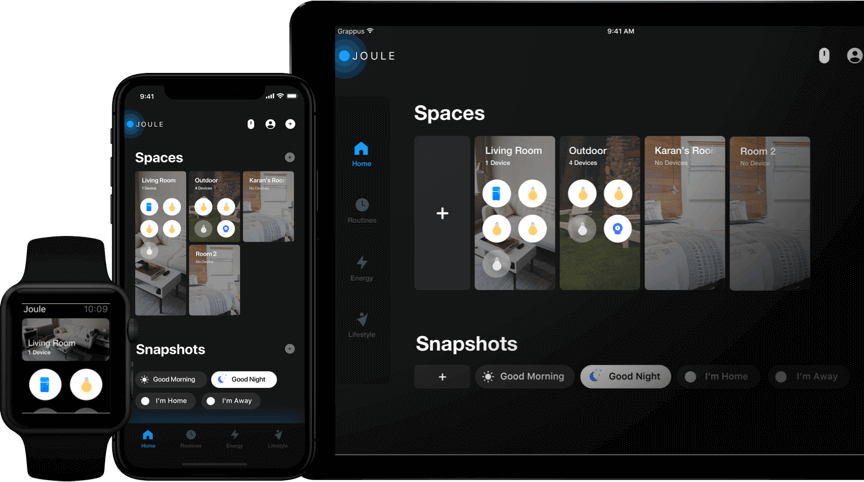 Joule 10:09
Living Room
1 Device
9:41
JOULE
Spaces
Living Room
1 Device
Outdoor
4 Devices
Karan's Roo
No Devices
Room 2
No Device
Snapshots
Good Morning
Good Night
I'm Home
I'm Away
Home
Routines
Energy
Lifestyle
Grappus 9:41 AM
JOULE
Home
Routines
Energy
Lifestyle
Spaces
+
Living Room
1 Device
Outdoor
4 Devices
Karan's Roo
No Devices
Room 2
No Device
Snapshots
+
Good Morning
Good Night
I'm Home
I'm Away